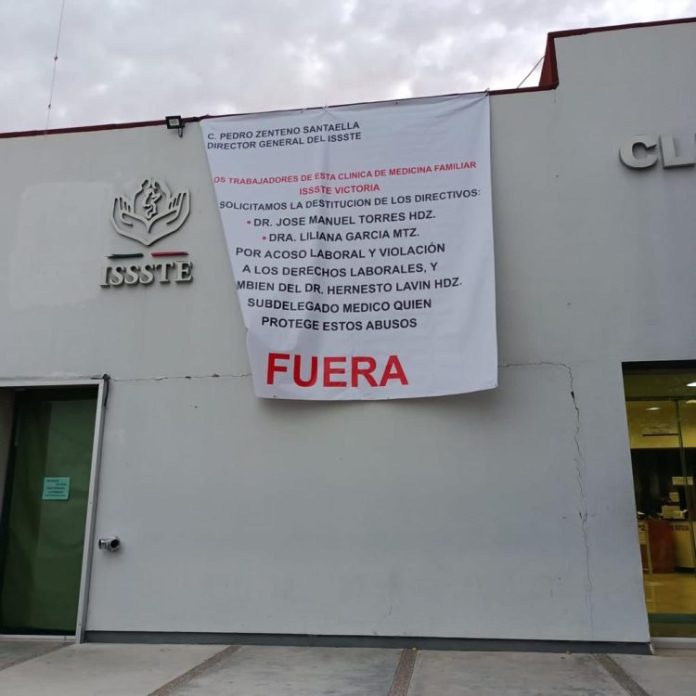 C. PEDRO ZENTENO SANTAELLA
DIRECTOR GENERAL DEL ISSSTE
OS TRABAJADORES DE ESTA CLINICA DE MEDICINA FAMILIAR
ISSSTE VICTORIA
SOLICITAMOS LA DESTITUCION DE LOS DIRECTIVOS:
• DR. JOSE MANUEL TORRES HDZ.
• DRA. LILIANA GARCIA MTZ.
POR ACOSO LABORAL Y VIOLACIÓN
A LOS DERECHOS LABORALES, Y
MBIEN DEL DR. HERNESTO LAVIN HDZ.
SUBDELEGADO MEDICO QUIEN
PROTEGE ESTOS ABUSOS
FUERA
ISSSTE
CLI